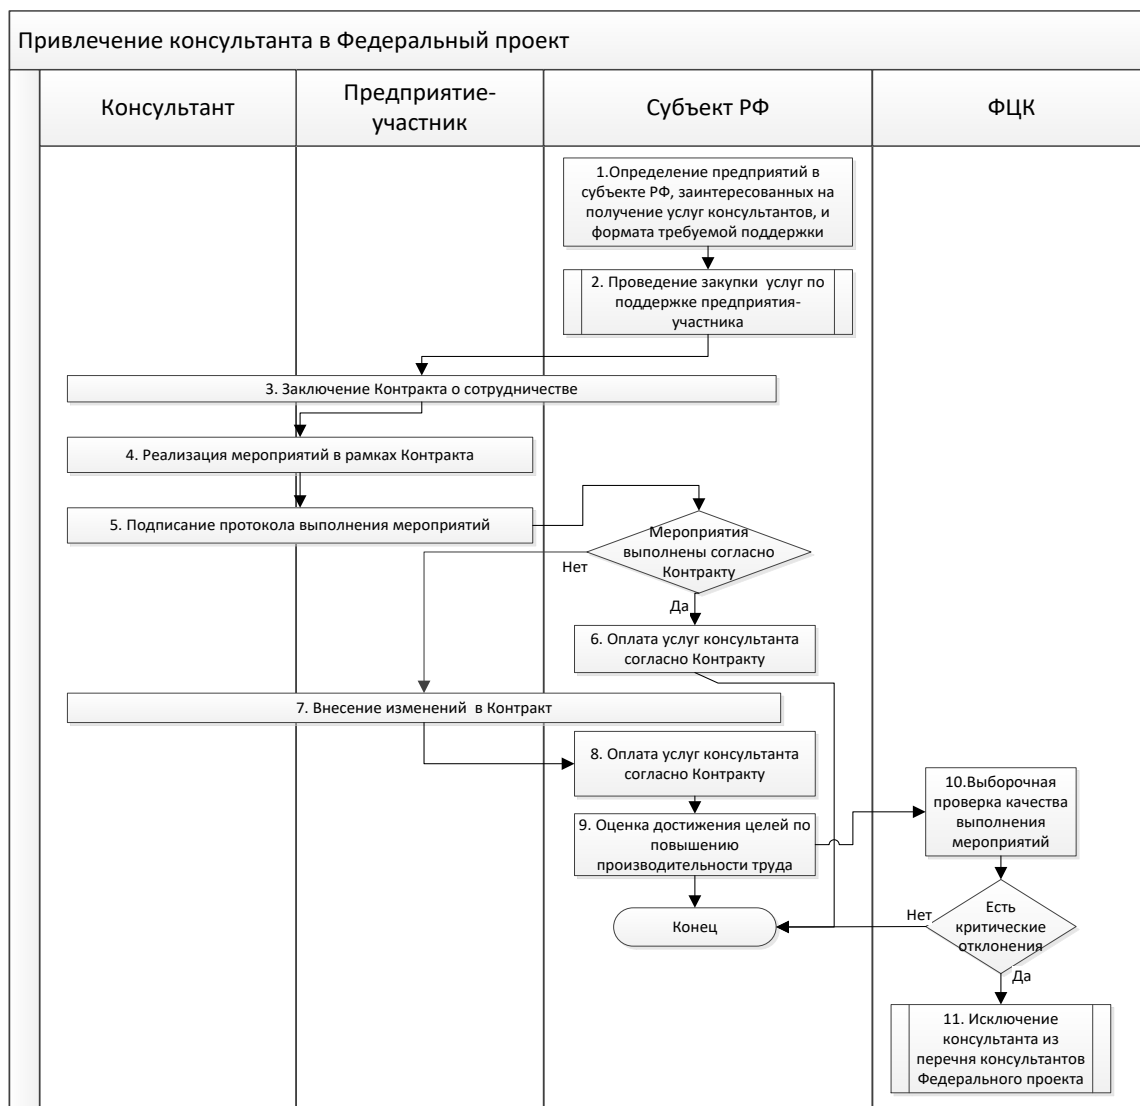 Привлечение консультанта в Федеральный проект
Консультант
Предприятие-
участник
Субъект РФ
ФЦК
1.Определение предприятий в
субъекте РФ, заинтересованных на
получение услуг консультантов, и
формата требуемой поддержки
2. Проведение закупки услуг по
поддержке предприятия-
участника
3. Заключение Контракта о сотрудничестве
4. Реализация мероприятий в рамках Контракта
5. Подписание протокола выполнения мероприятий
Мероприятия
выполнены согласно
Контракту
Нет
Да
6. Оплата услуг консультанта
согласно Контракту
7. Внесение изменений в Контракт
8. Оплата услуг консультанта
согласно Контракту
9. Оценка достижения целей по
повышению
производительности труда
10.Выборочная
проверка качества
выполнения
мероприятий
Есть
критические
отклонения
Нет
Да
Конец
11. Исключение
консультанта из
перечня консультантов
Федерального проекта